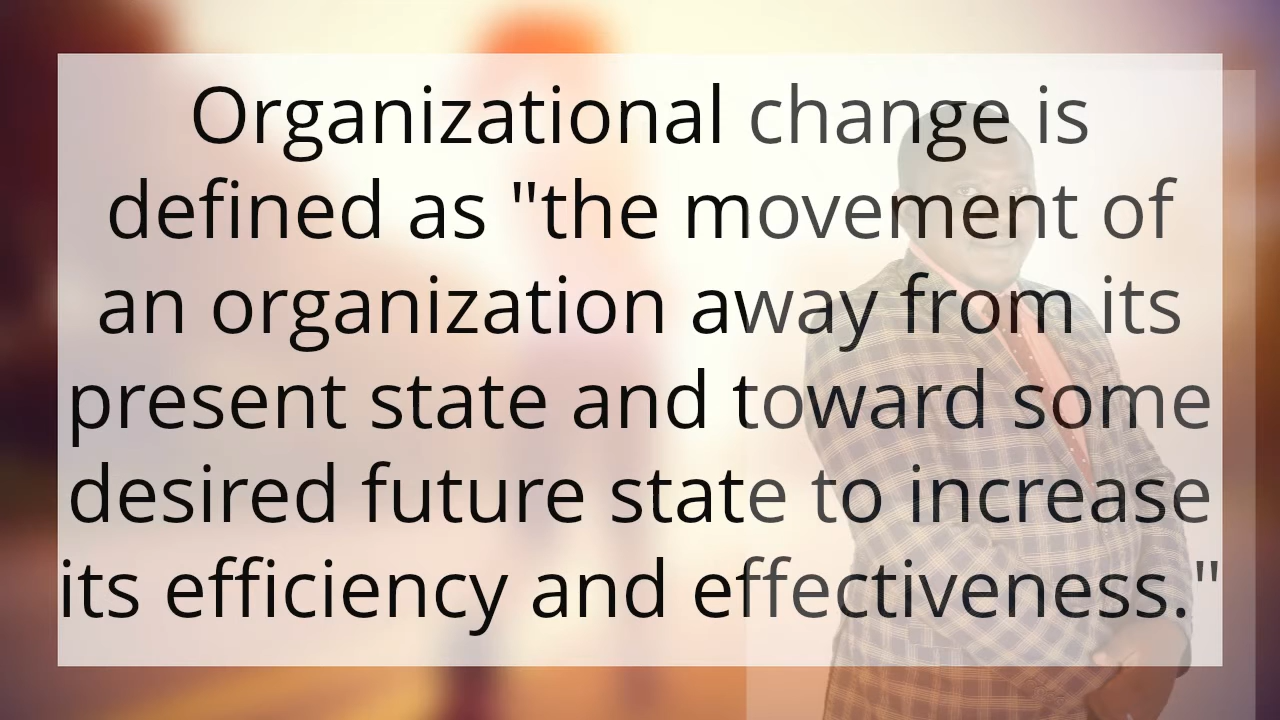 Organizational change is
defined as "the movement of
an organization away from its
present state and toward some
desired future state to increase
its efficiency and effectiveness."